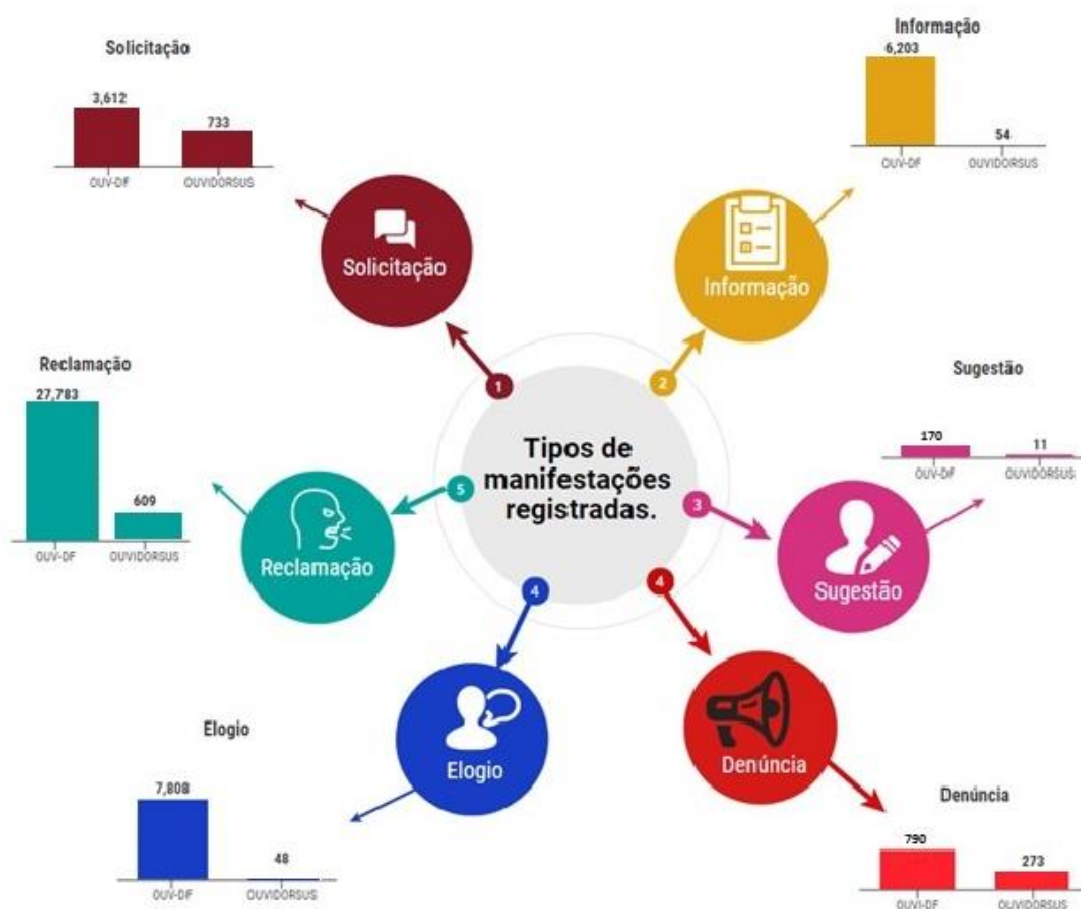 Solicitação
3,612
733
OUV-DF
OUVIDORSUS
Informação
6,203
54
OUV-DF
OUVIDORSUS
Solicitação
Informação
Reclamação
27,783
609
OUV-DF
OUVIDORSUS
Sugestão
170
11
OUV-DF
OUVIDORSUS
1
2
Tipos de
manifestações
registradas.
5
3
Reclamação
Sugestão
4
4
Elogio
7,808
48
OUV-DF
OUVIDORSUS
Elogio
Denúncia
Denúncia
790
273
OUVI-DF
OUVIDORSUS